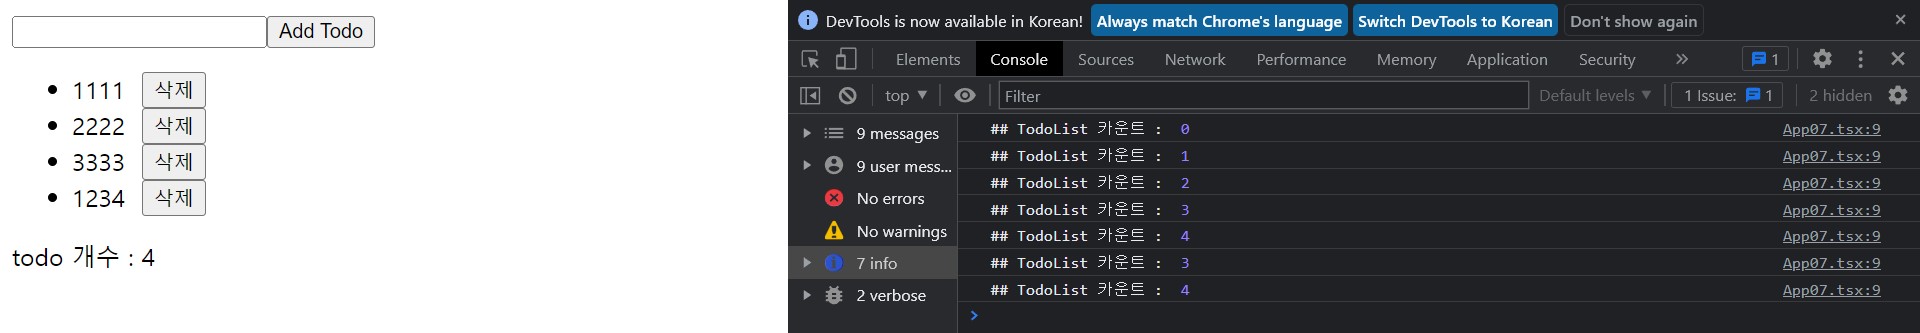 Add Todo
1111 삭제
2222 삭제
3333 삭제
1234 삭제
todo 개수 : 4
DevTools is now available in Korean! Always match Chrome's language Switch DevTools to Korean Don't show again
Elements Console Sources Network Performance Memory Application Security 1
top Filter Default levels 1 Issue: 1 2 hidden
9 messages
9 user mess...
No errors
No warnings
7 info
2 verbose
## TodoList 카운트 : 0 App07.tsx:9
## TodoList 카운트 : 1 App07.tsx:9
## TodoList 카운트 : 2 App07.tsx:9
## TodoList 카운트 : 3 App07.tsx:9
## TodoList 카운트 : 4 App07.tsx:9
## TodoList 카운트 : 3 App07.tsx:9
## TodoList 카운트 : 4 App07.tsx:9